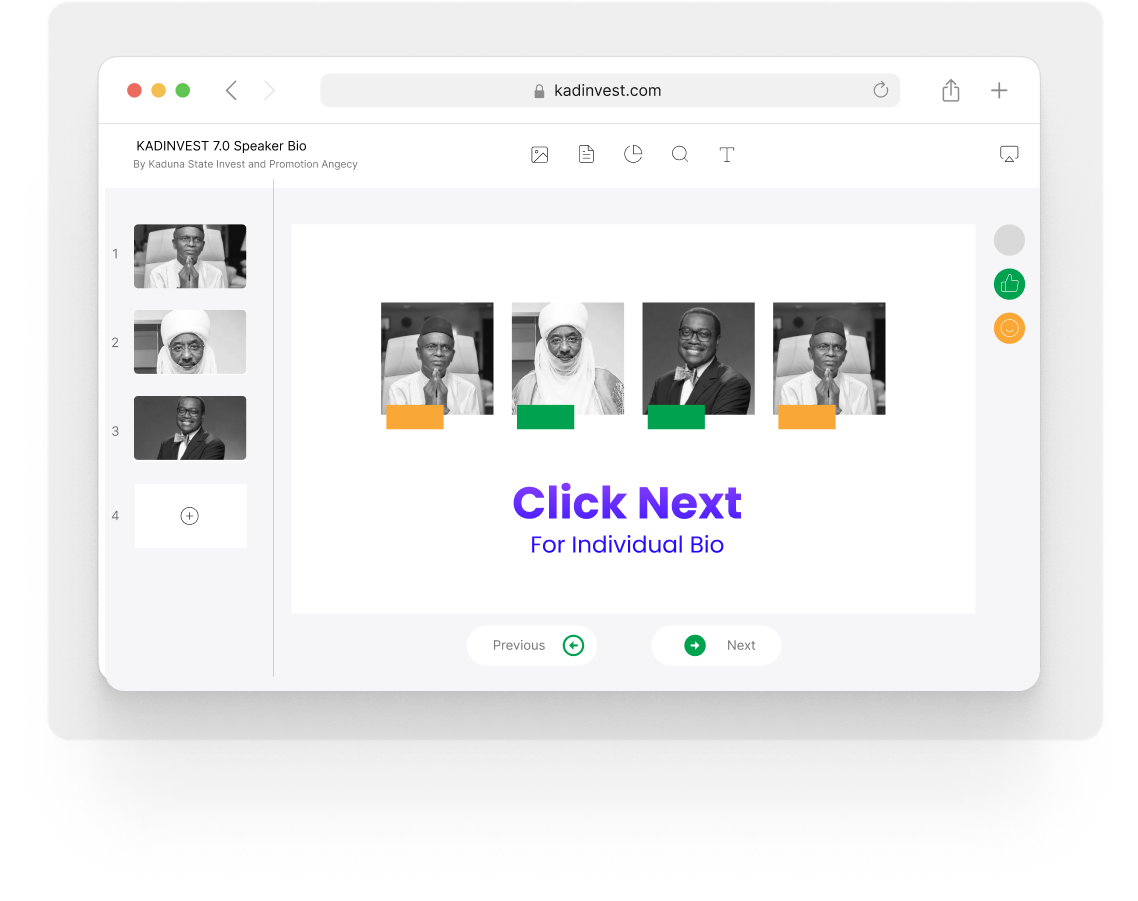 kadinvest.com
KADINVEST 7.0 Speaker Bio
By Kaduna State Invest and Promotion Angecy
1
2
3
4
Click Next
For Individual Bio
Previous
Next